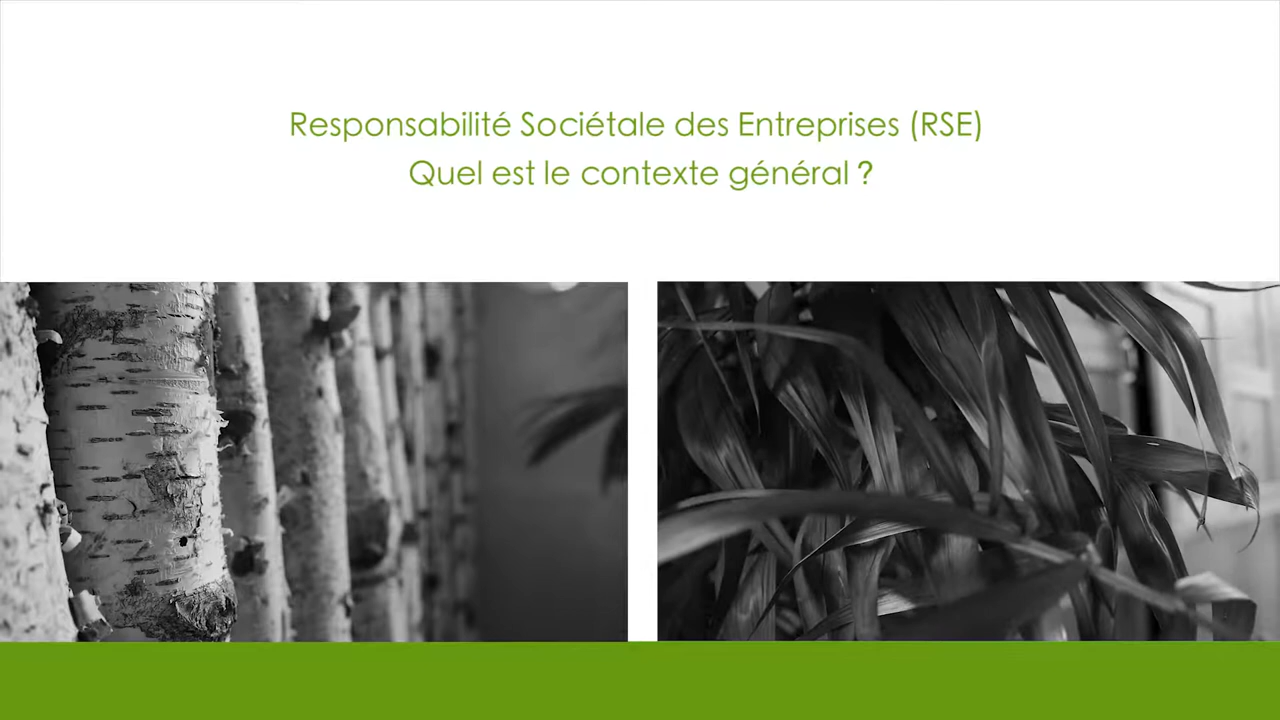 Responsabilité Sociétale des Entreprises (RSE)
Quel est le contexte général ?